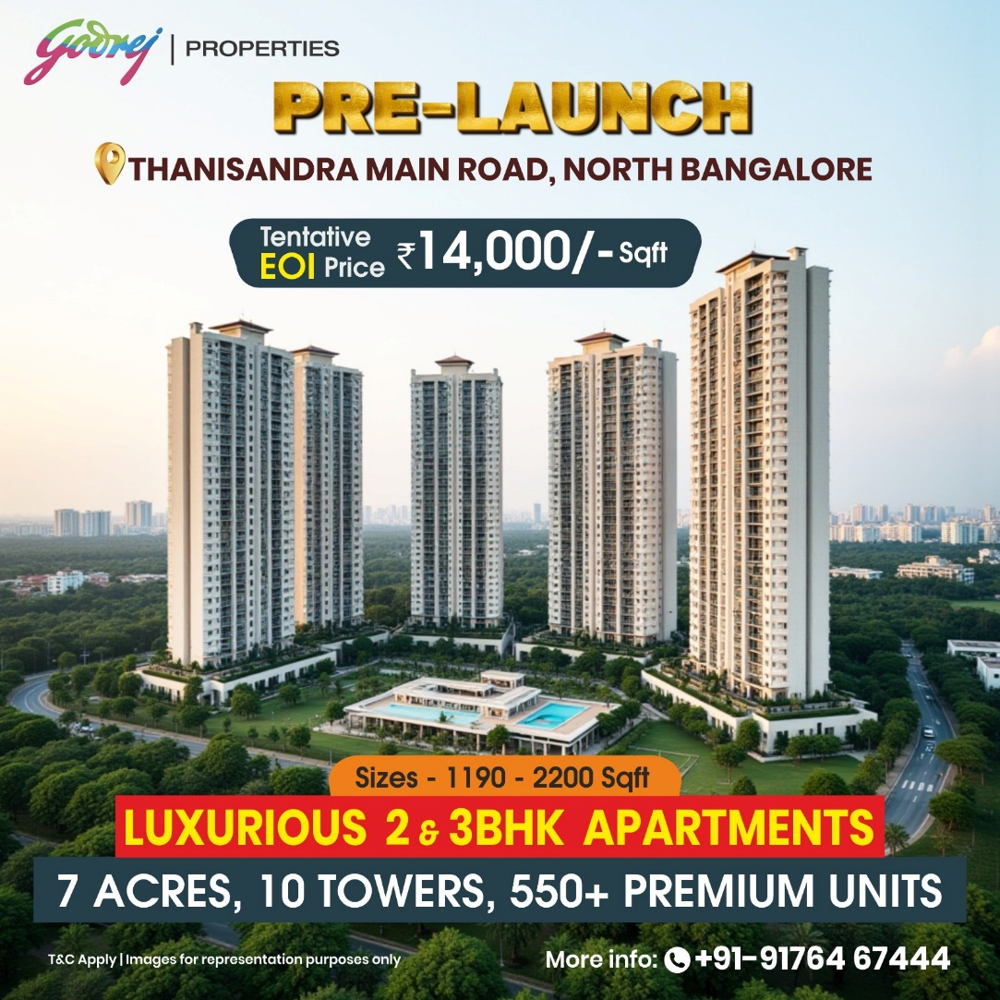 Godrej | PROPERTIES
PRE-LAUNCH
THANISANDRA MAIN ROAD, NORTH BANGALORE
Tentative
EOI Price ₹14,000/- Sqft
Sizes - 1190 - 2200 Sqft
LUXURIOUS 2 & 3BHK APARTMENTS
7 ACRES, 10 TOWERS, 550+ PREMIUM UNITS
T&C Apply | Images for representation purposes only
More info: +91-91764 67444